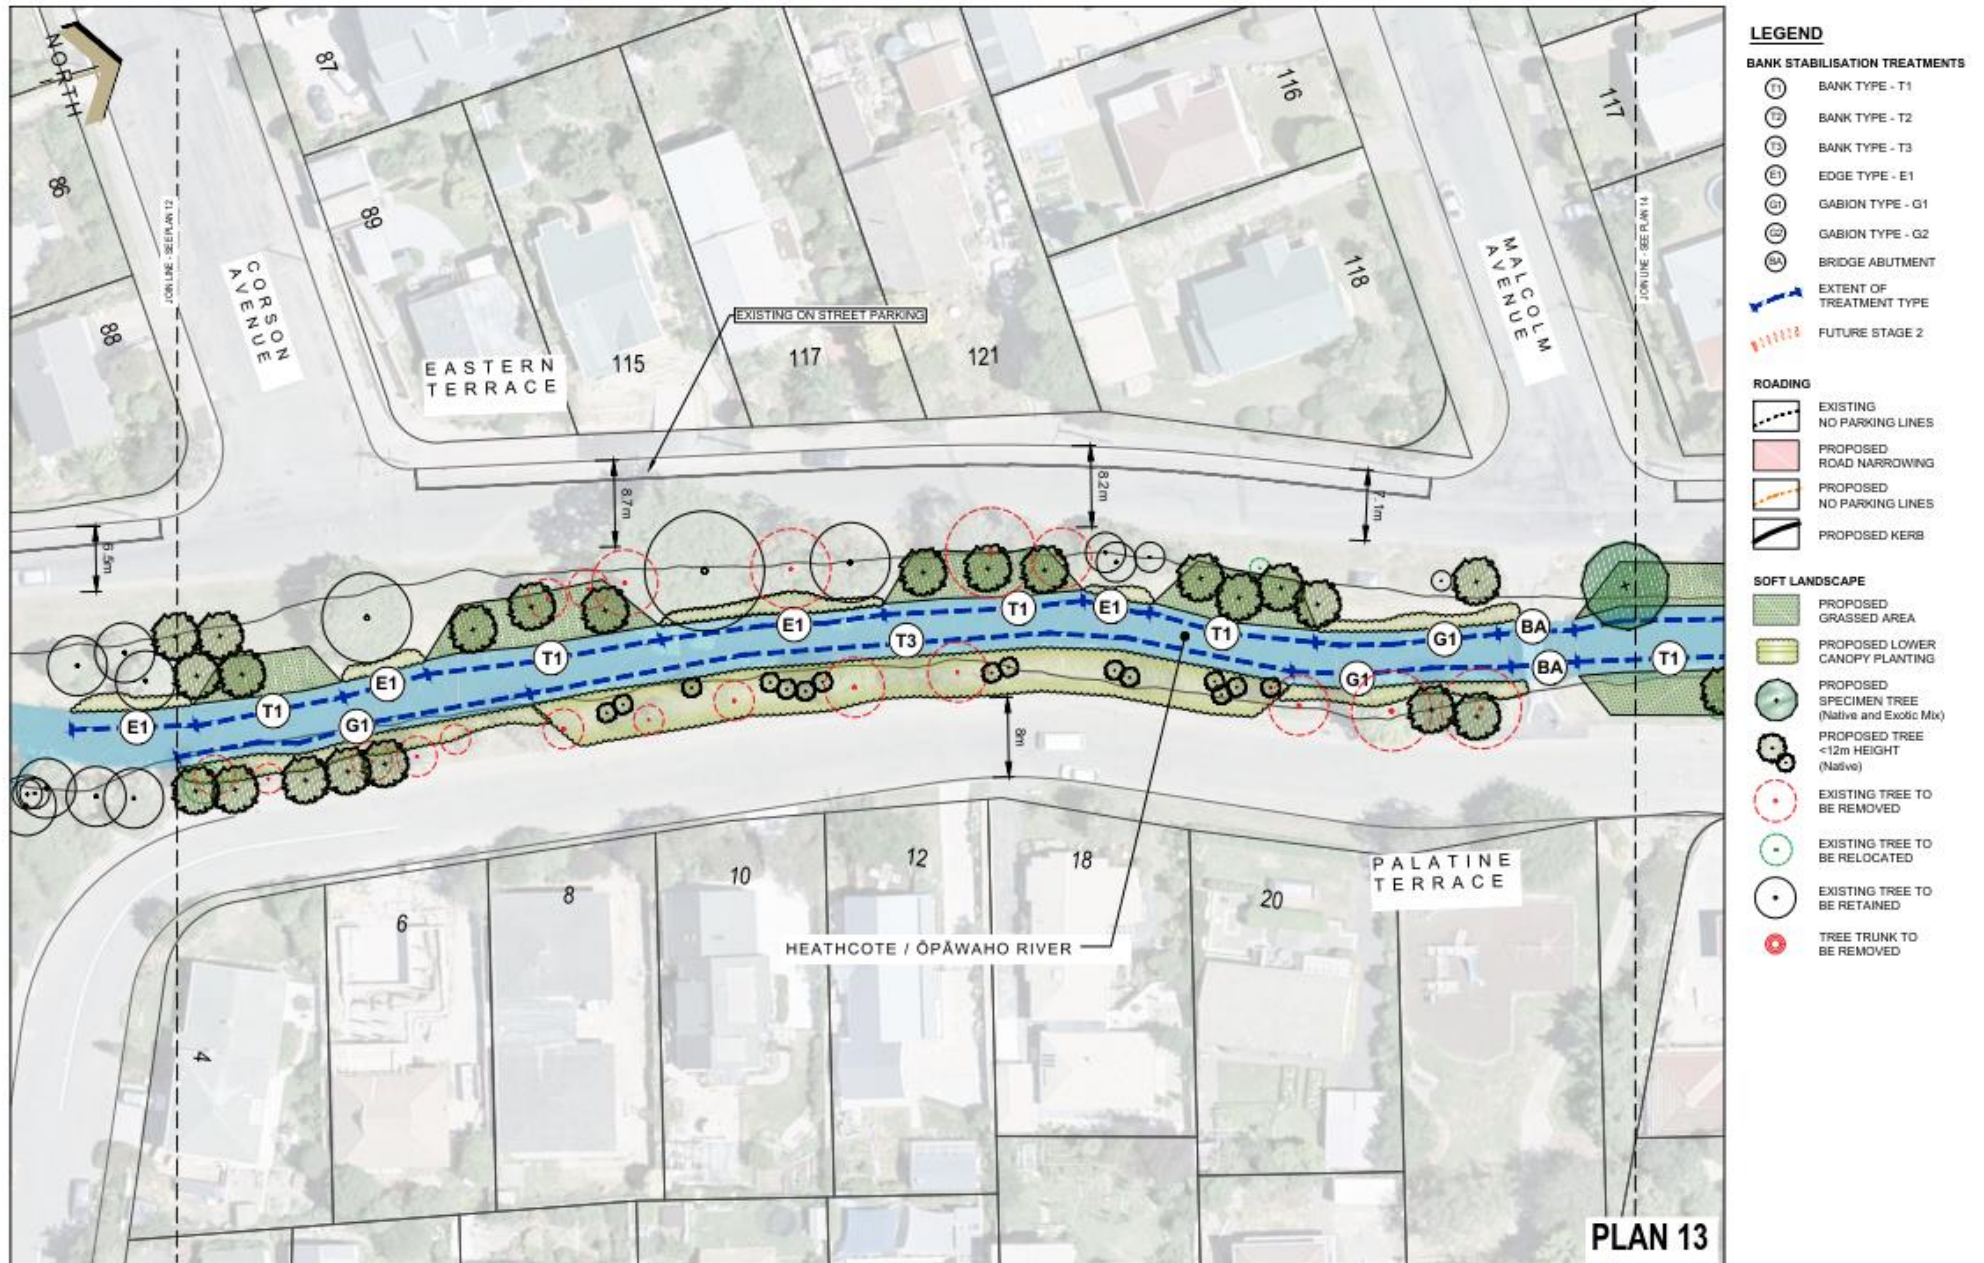 NORTH
87
86
88
89
JOIN LINE - SEE PLAN 12
CORSON
AVENUE
EASTERN
TERRACE
EXISTING ON STREET PARKING
115
117
121
116
118
117
MALCOLM
AVENUE
JOIN LINE - SEE PLAN 14
6.5m
8.7m
8.2m
7.1m
E1
T1
E1
G1
T1
E1
T3
T1
E1
T1
G1
G1
BA
BA
T1
8m
4
6
8
10
12
18
20
HEATHCOTE / ŌPĀWAHO RIVER
PALATINE
TERRACE
PLAN 13
LEGEND
BANK STABILISATION TREATMENTS
T1 BANK TYPE - T1
T2 BANK TYPE - T2
T3 BANK TYPE - T3
E1 EDGE TYPE - E1
G1 GABION TYPE - G1
G2 GABION TYPE - G2
BA BRIDGE ABUTMENT
EXTENT OF
TREATMENT TYPE
FUTURE STAGE 2
ROADING
EXISTING
NO PARKING LINES
PROPOSED
ROAD NARROWING
PROPOSED
NO PARKING LINES
PROPOSED KERB
SOFT LANDSCAPE
PROPOSED
GRASSED AREA
PROPOSED LOWER
CANOPY PLANTING
PROPOSED
SPECIMEN TREE
(Native and Exotic Mix)
PROPOSED TREE
<12m HEIGHT
(Native)
EXISTING TREE TO
BE REMOVED
EXISTING TREE TO
BE RELOCATED
EXISTING TREE TO
BE RETAINED
TREE TRUNK TO
BE REMOVED